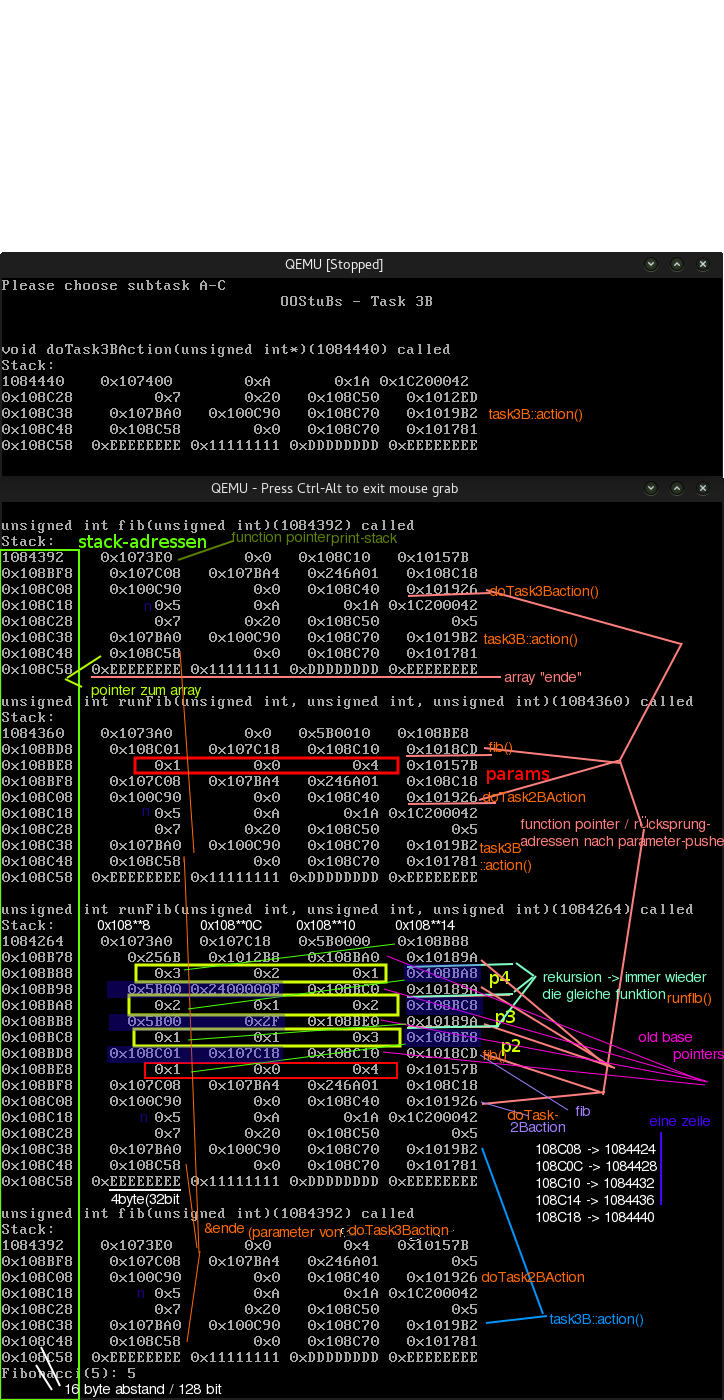 QEMU [Stopped]
Please choose subtask A-C
OOStuBs - Task 3B
void doTask3BAction(unsigned int*)(1084440) called
Stack:
1084440 0x107400 0xA 0x1A 0x1C200042
0x108C28 0x7 0x20 0x108C50 0x1012ED
0x108C38 0x107BA0 0x100C90 0x108C70 0x1019B2 task3B::action()
0x108C48 0x108C58 0x0 0x108C70 0x101781
0x108C58 0xEEEEEEEE 0x11111111 0xDDDDDDDD 0xEEEEEEEE
QEMU - Press Ctrl-Alt to exit mouse grab
unsigned int fib(unsigned int)(1084392) called
Stack: stack-adressen function pointerprint-stack
1084392 0x1073E0 0x0 0x108C10 0x10157B
0x108BF8 0x107C08 0x107BA4 0x246A01 0x108C18
0x108C08 0x100C90 0x0 0x108C40 0x101926 doTask3Baction()
0x108C18 n 0x5 0xA 0x1A 0x1C200042
0x108C28 0x7 0x20 0x108C50 0x5
0x108C38 0x107BA0 0x100C90 0x108C70 0x1019B2 task3B::action()
0x108C48 0x108C58 0x0 0x108C70 0x101781
0x108C58 0xEEEEEEEE 0x11111111 0xDDDDDDDD 0xEEEEEEEE
array "ende"
pointer zum array
unsigned int runFib(unsigned int, unsigned int, unsigned int)(1084360) called
Stack:
1084360 0x1073A0 0x0 0x5B0010 0x108BE8
0x108BD8 0x108C01 0x107C18 0x108C10 0x1018CD fib()
0x108BE8 0x1 0x0 0x4 0x10157B
params
0x108BF8 0x107C08 0x107BA4 0x246A01 0x108C18
0x108C08 0x100C90 0x0 0x108C40 0x101926 doTask2BAction
0x108C18 n 0x5 0xA 0x1A 0x1C200042
0x108C28 0x7 0x20 0x108C50 0x5
function pointer / rücksprung-
adressen nach parameter-pushe
0x108C38 0x107BA0 0x100C90 0x108C70 0x1019B2 task3B
0x108C48 0x108C58 0x0 0x108C70 0x101781 ::action()
0x108C58 0xEEEEEEEE 0x11111111 0xDDDDDDDD 0xEEEEEEEE
unsigned int runFib(unsigned int, unsigned int, unsigned int)(1084264) called
Stack: 0x108**8 0x108**0C 0x108**10 0x108**14
1084264 0x1073A0 0x107C18 0x5B0000 0x108B88
0x108B78 0x256B 0x1012B8 0x108BA0 0x10189A
0x108B88 0x3 0x2 0x1 0x108BA8 p4
rekursion -> immer wieder
die gleiche funktion runfib()
0x108B98 0x5B00 0x2400000E 0x108BC0 0x10189A
0x108BA8 0x2 0x1 0x2 0x108BC8 p3
0x108BB8 0x5B00 0x2F 0x108BE0 0x10189A
0x108BC8 0x1 0x1 0x3 0x108BE8 p2
old base
pointers
0x108BD8 0x108C01 0x107C18 0x108C10 0x1018CD fib()
0x108BE8 0x1 0x0 0x4 0x10157B
0x108BF8 0x107C08 0x107BA4 0x246A01 0x108C18
0x108C08 0x100C90 0x0 0x108C40 0x101926
doTask-
2Baction
fib
eine zelle
0x108C18 n 0x5 0xA 0x1A 0x1C200042
0x108C28 0x7 0x20 0x108C50 0x5
0x108C38 0x107BA0 0x100C90 0x108C70 0x1019B2
0x108C48 0x108C58 0x0 0x108C70 0x101781
0x108C58 0xEEEEEEEE 0x11111111 0xDDDDDDDD 0xEEEEEEEE
108C08 -> 1084424
108C0C -> 1084428
108C10 -> 1084432
108C14 -> 1084436
108C18 -> 1084440
4byte(32bit
unsigned int fib(unsigned int)(1084392) called
Stack: &ende (parameter von: doTask3Baction
1084392 0x1073E0 0x0 0x4 0x10157B
0x108BF8 0x107C08 0x107BA4 0x246A01 0x5
0x108C08 0x100C90 0x0 0x108C40 0x101926 doTask2BAction
0x108C18 n 0x5 0xA 0x1A 0x1C200042
0x108C28 0x7 0x20 0x108C50 0x5
0x108C38 0x107BA0 0x100C90 0x108C70 0x1019B2 task3B::action()
0x108C48 0x108C58 0x0 0x108C70 0x101781
0x108C58 0xEEEEEEEE 0x11111111 0xDDDDDDDD 0xEEEEEEEE
Fibonacci(5): 5
16 byte abstand / 128 bit